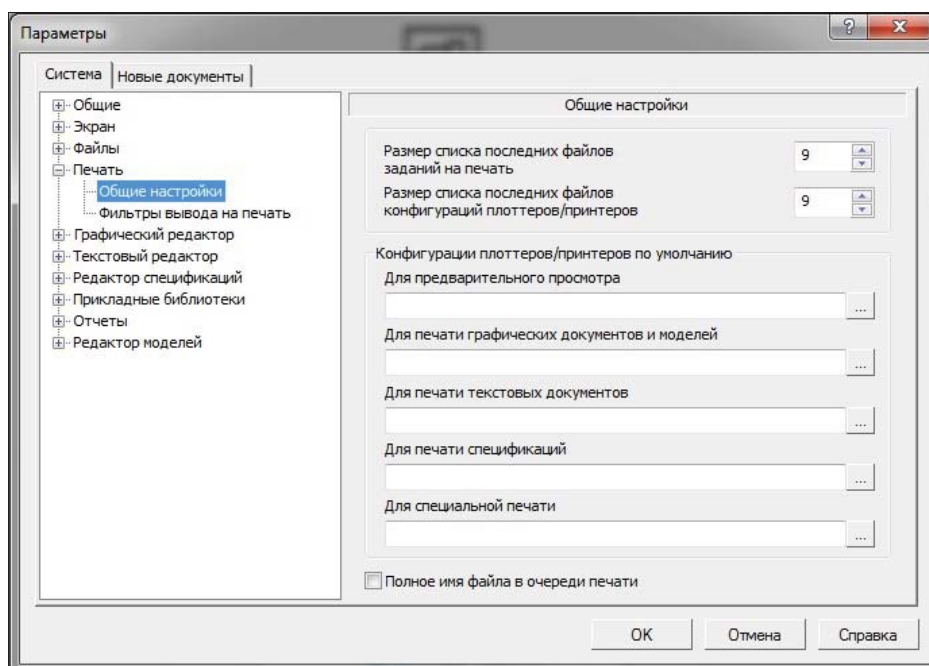 Параметры
Система
Новые документы
Общие
Экран
Файлы
Печать
Общие настройки
Фильтры вывода на печать
Графический редактор
Текстовый редактор
Редактор спецификаций
Прикладные библиотеки
Отчеты
Редактор моделей
Общие настройки
Размер списка последних файлов
заданий на печать
9
Размер списка последних файлов
конфигураций плоттеров/принтеров
9
Конфигурации плоттеров/принтеров по умолчанию
Для предварительного просмотра
...
Для печати графических документов и моделей
...
Для печати текстовых документов
...
Для печати спецификаций
...
Для специальной печати
...
Полное имя файла в очереди печати
OK
Отмена
Справка